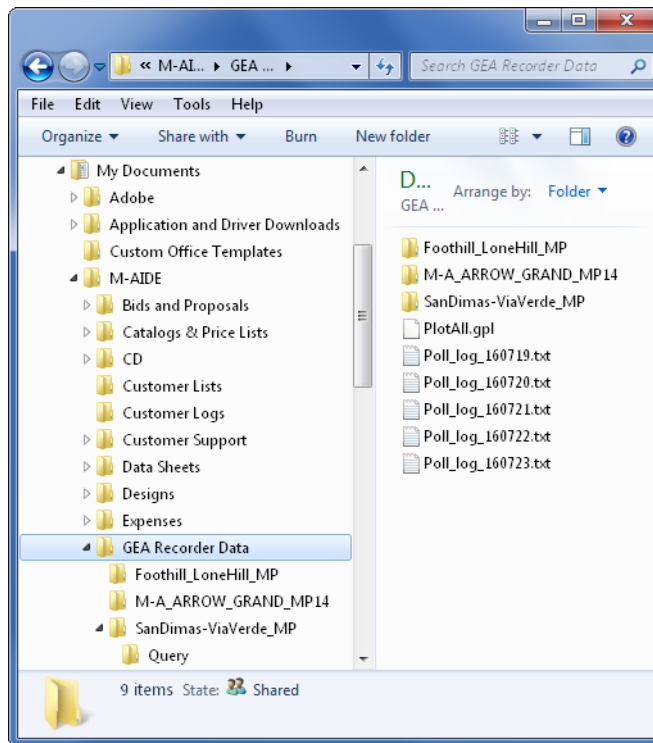 « M-AI... GEA ... Search GEA Recorder Data
File Edit View Tools Help
Organize Share with Burn New folder
My Documents
Adobe
Application and Driver Downloads
Custom Office Templates
M-AIDE
Bids and Proposals
Catalogs & Price Lists
CD
Customer Lists
Customer Logs
Customer Support
Data Sheets
Designs
Expenses
GEA Recorder Data
Foothill_LoneHill_MP
M-A_ARROW_GRAND_MP14
SanDimas-ViaVerde_MP
Query
D...
GEA ...
Arrange by: Folder
Foothill_LoneHill_MP
M-A_ARROW_GRAND_MP14
SanDimas-ViaVerde_MP
PlotAll.gpl
Poll_log_160719.txt
Poll_log_160720.txt
Poll_log_160721.txt
Poll_log_160722.txt
Poll_log_160723.txt
9 items State: Shared